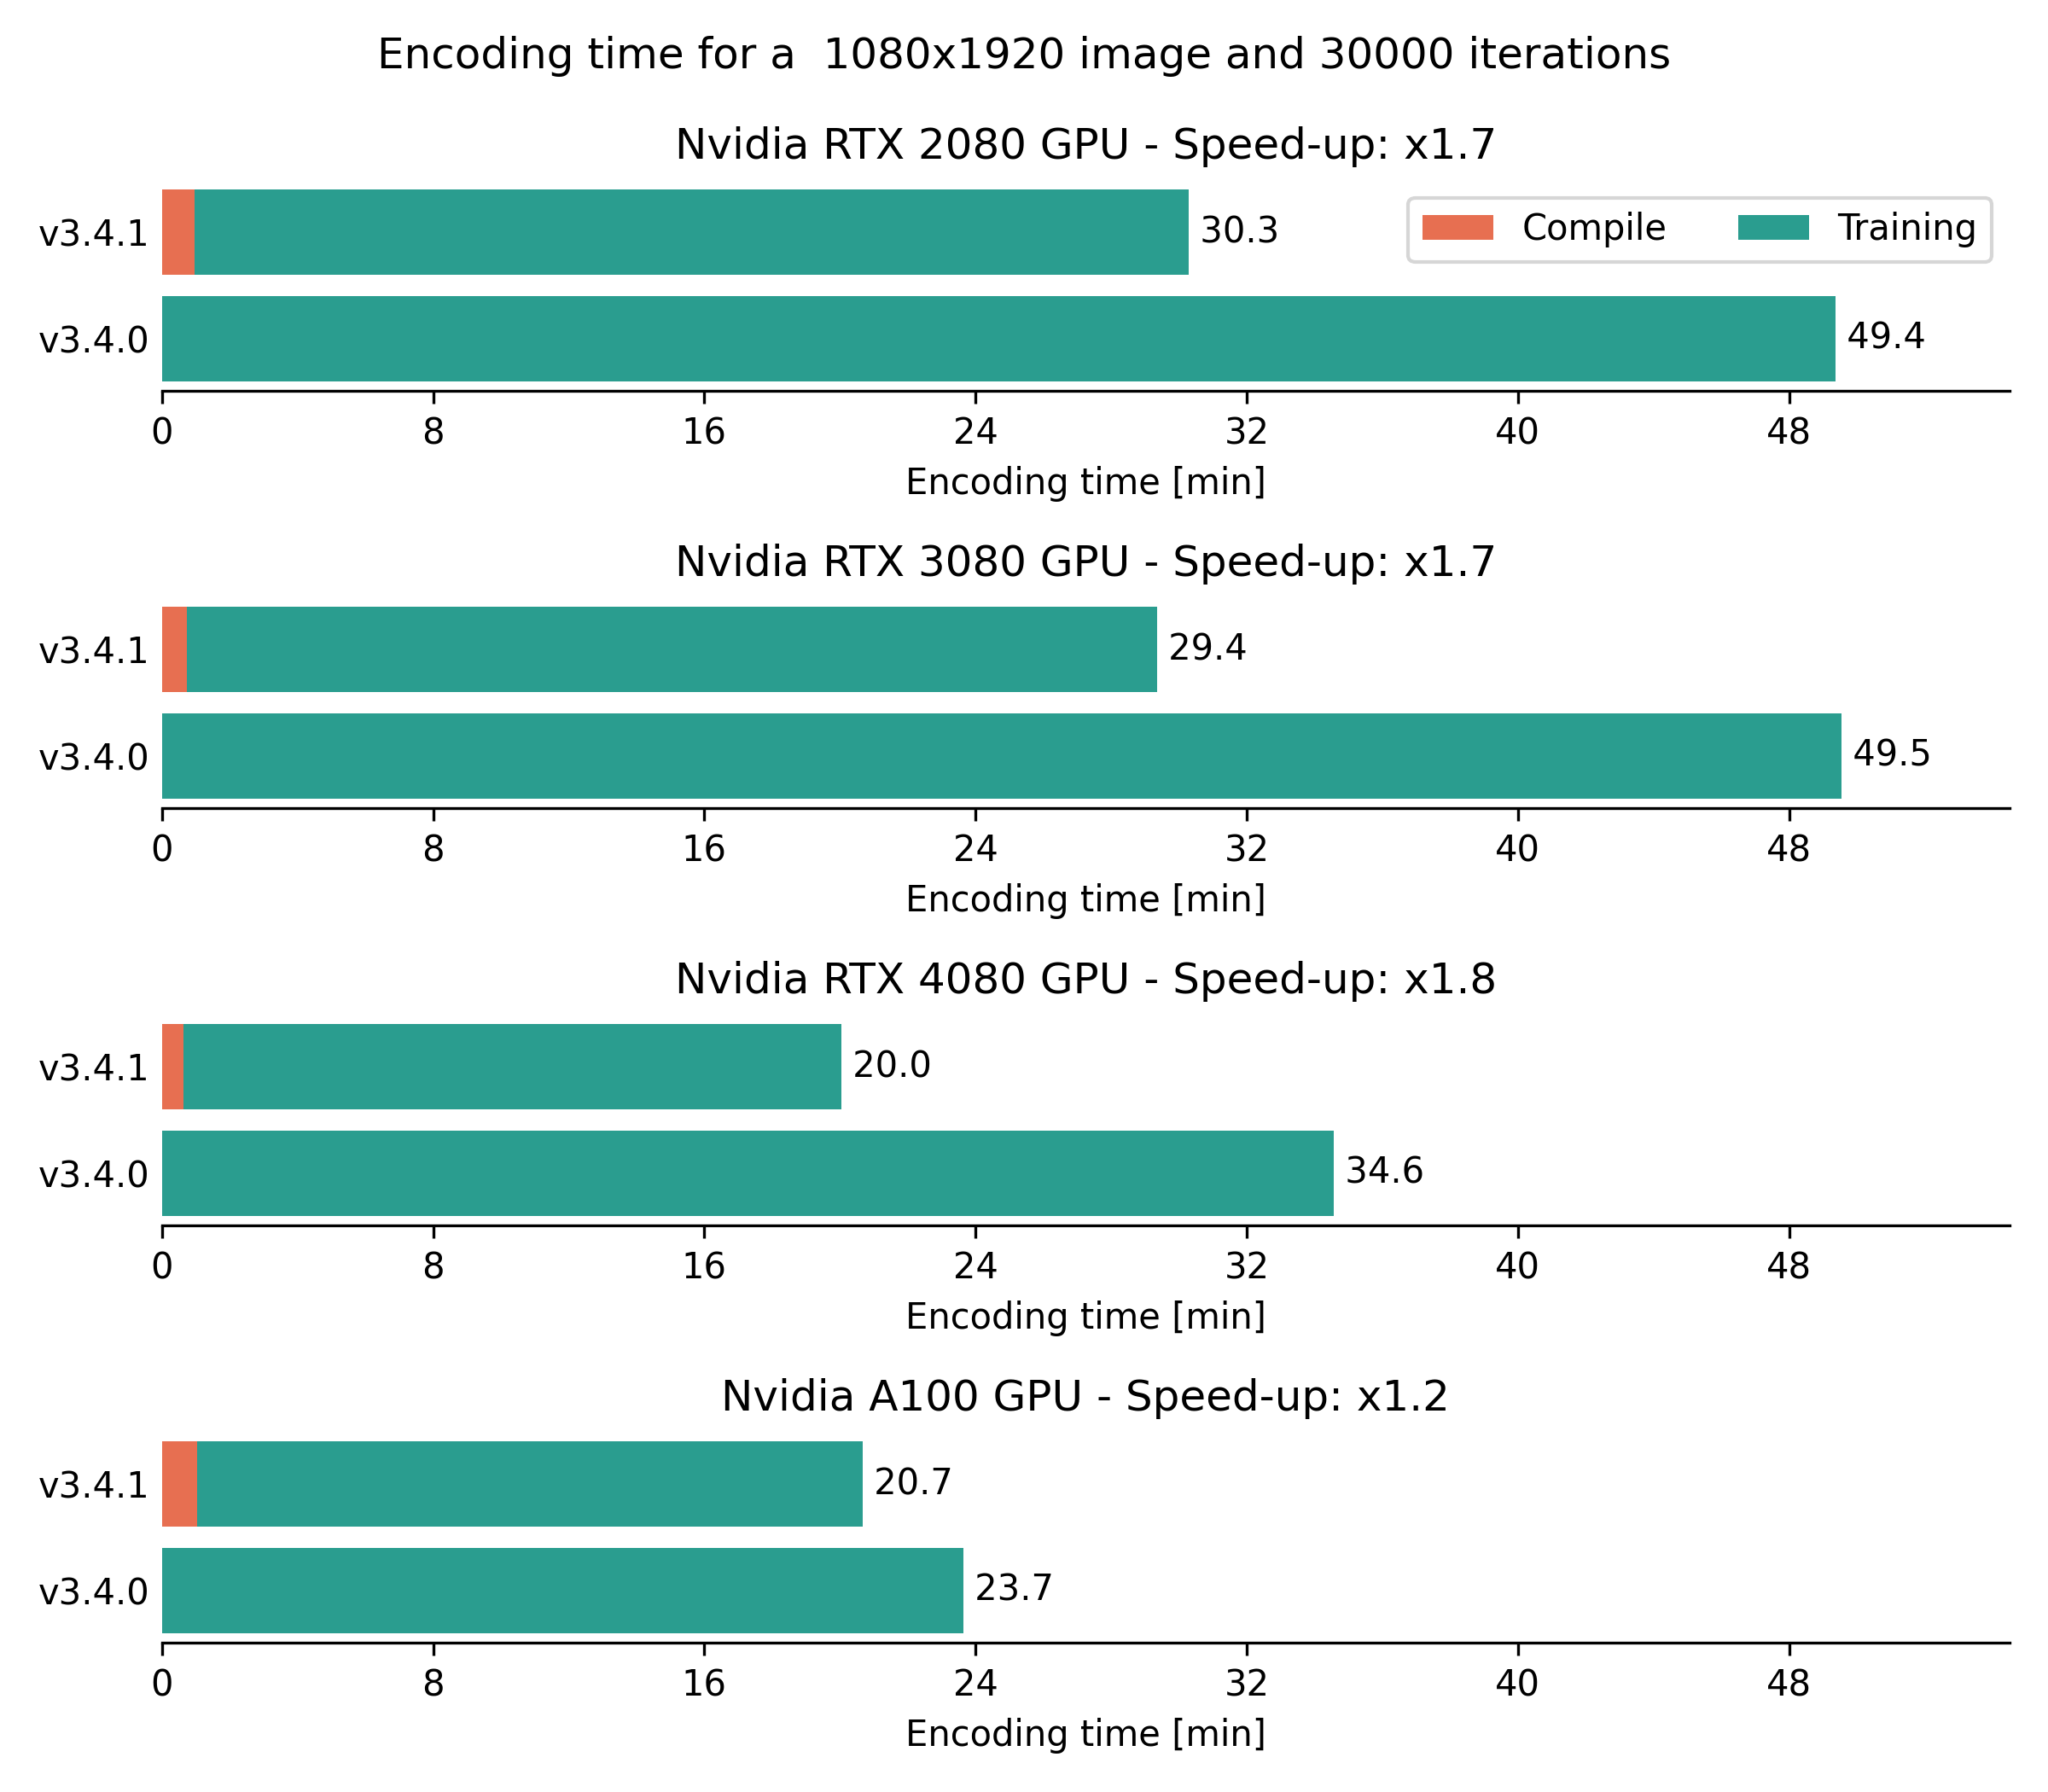 Encoding time for a  1080x1920 image and 30000 iterations
Nvidia RTX 2080 GPU - Speed-up: x1.7
v3.4.1 30.3 Compile Training
v3.4.0 49.4
0 8 16 24 32 40 48
Encoding time [min]
Nvidia RTX 3080 GPU - Speed-up: x1.7
v3.4.1 29.4
v3.4.0 49.5
0 8 16 24 32 40 48
Encoding time [min]
Nvidia RTX 4080 GPU - Speed-up: x1.8
v3.4.1 20.0
v3.4.0 34.6
0 8 16 24 32 40 48
Encoding time [min]
Nvidia A100 GPU - Speed-up: x1.2
v3.4.1 20.7
v3.4.0 23.7
0 8 16 24 32 40 48
Encoding time [min]